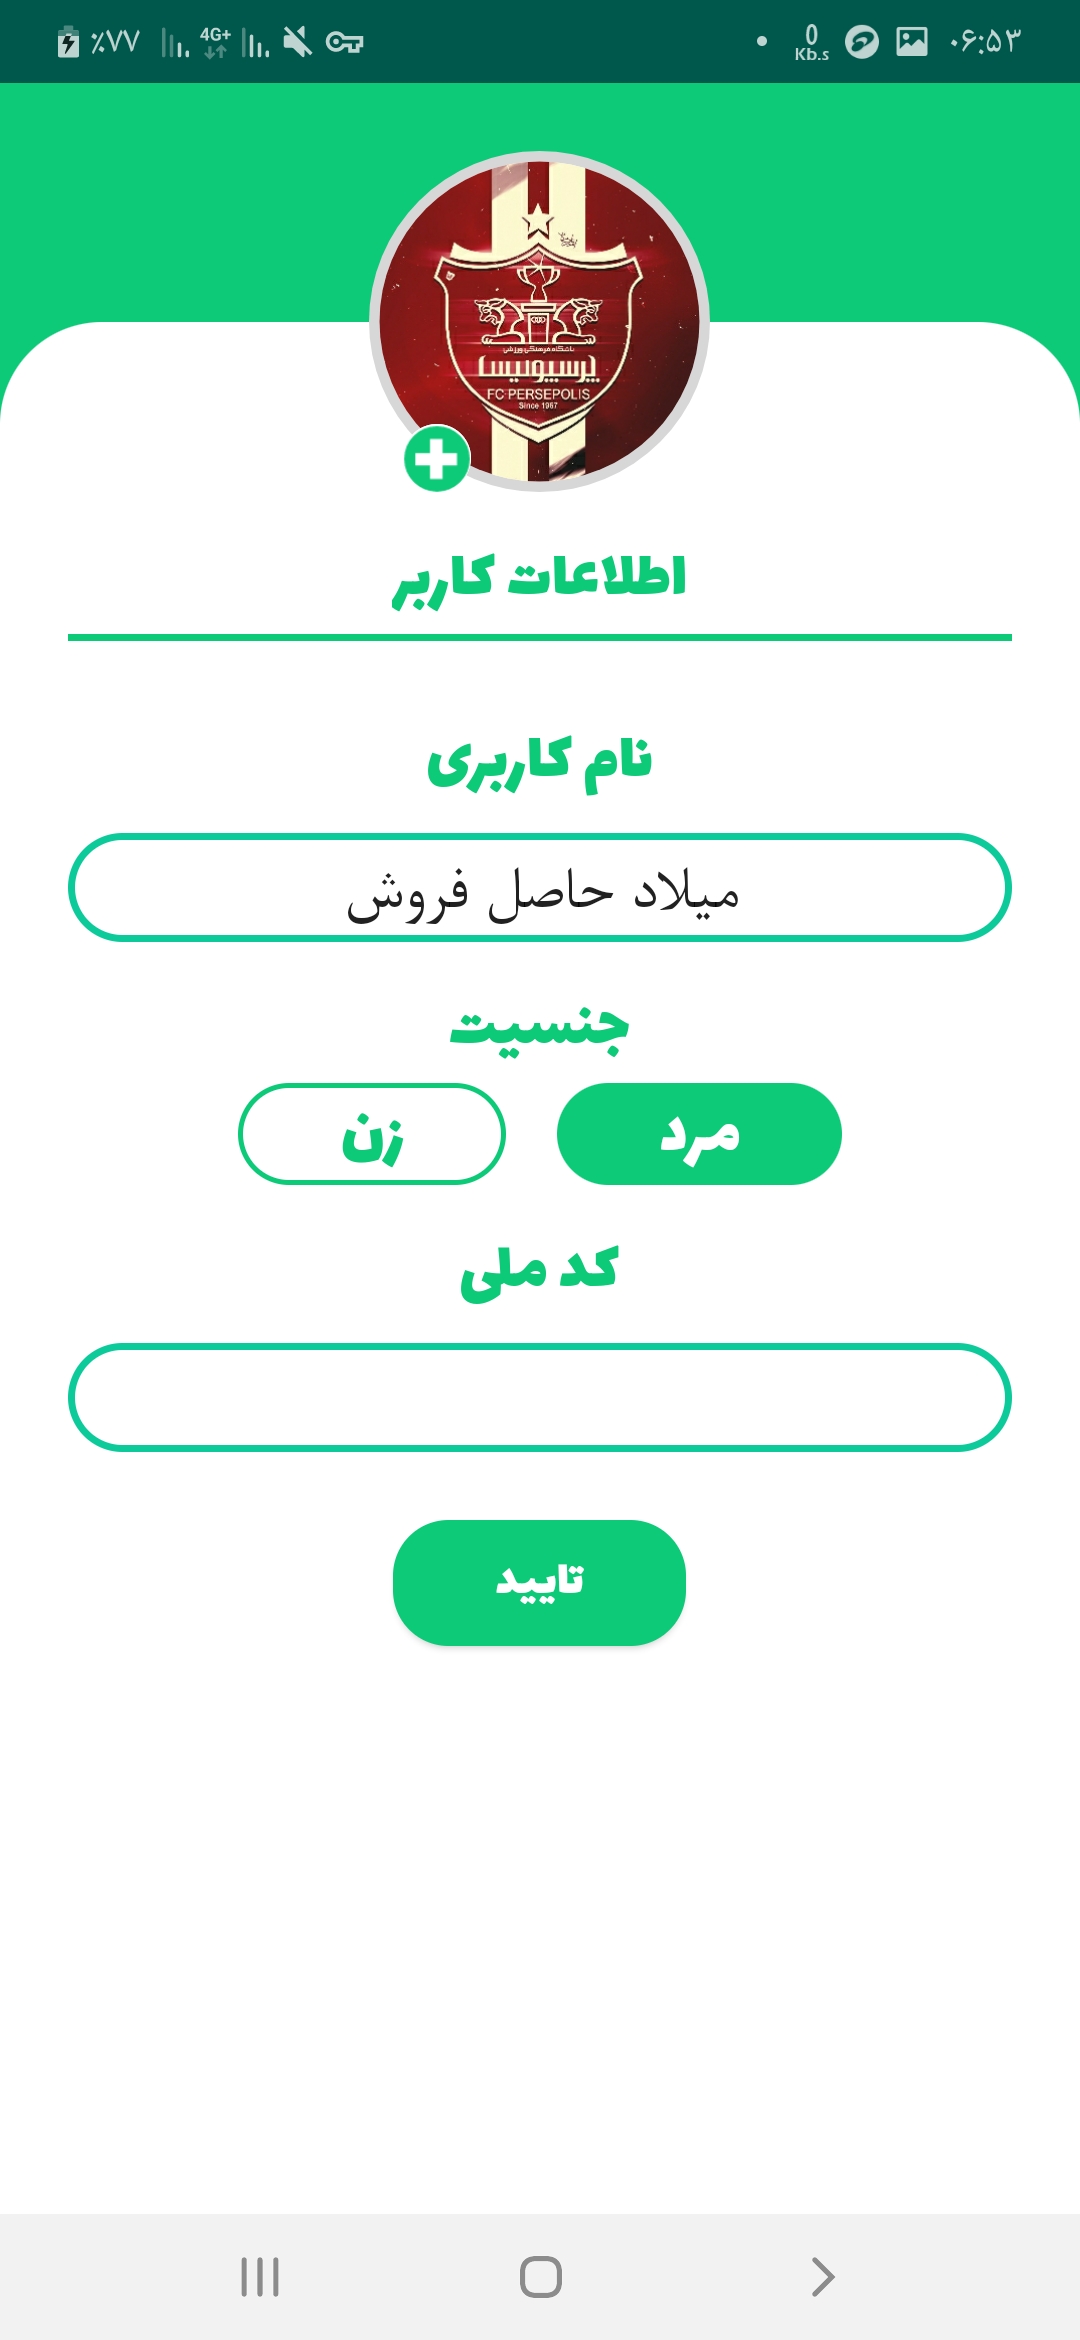 ۰۶:۵۳
0
Kb.s
4G+
٪۷۷
باشگاه فرهنگی ورزشی
پرسپولیس
FC PERSEPOLIS
Since 1967
اطلاعات کاربر
نام کاربری
میلاد حاصل فروش
جنسیت
مرد
زن
کد ملی
تایید